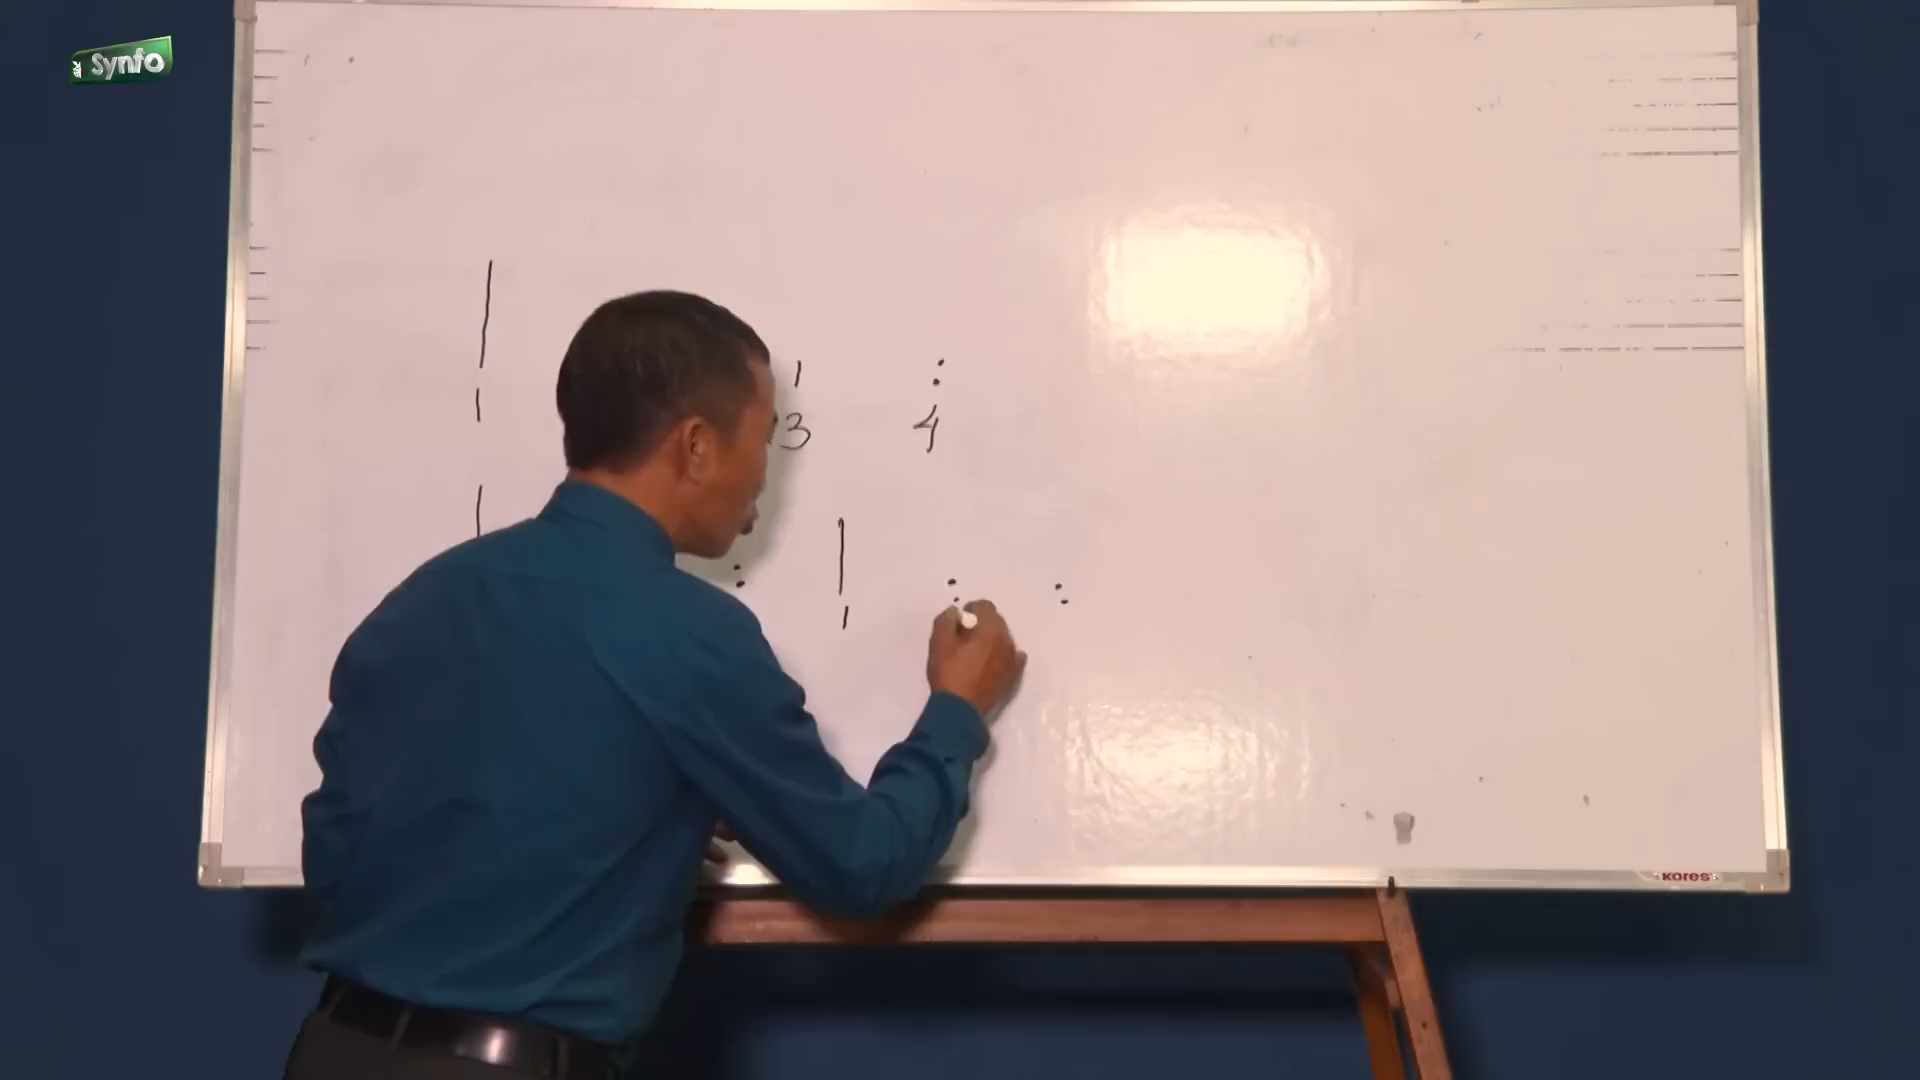 Synfo
| 
| | :
| 3 4
| |
: : :
|
KORES